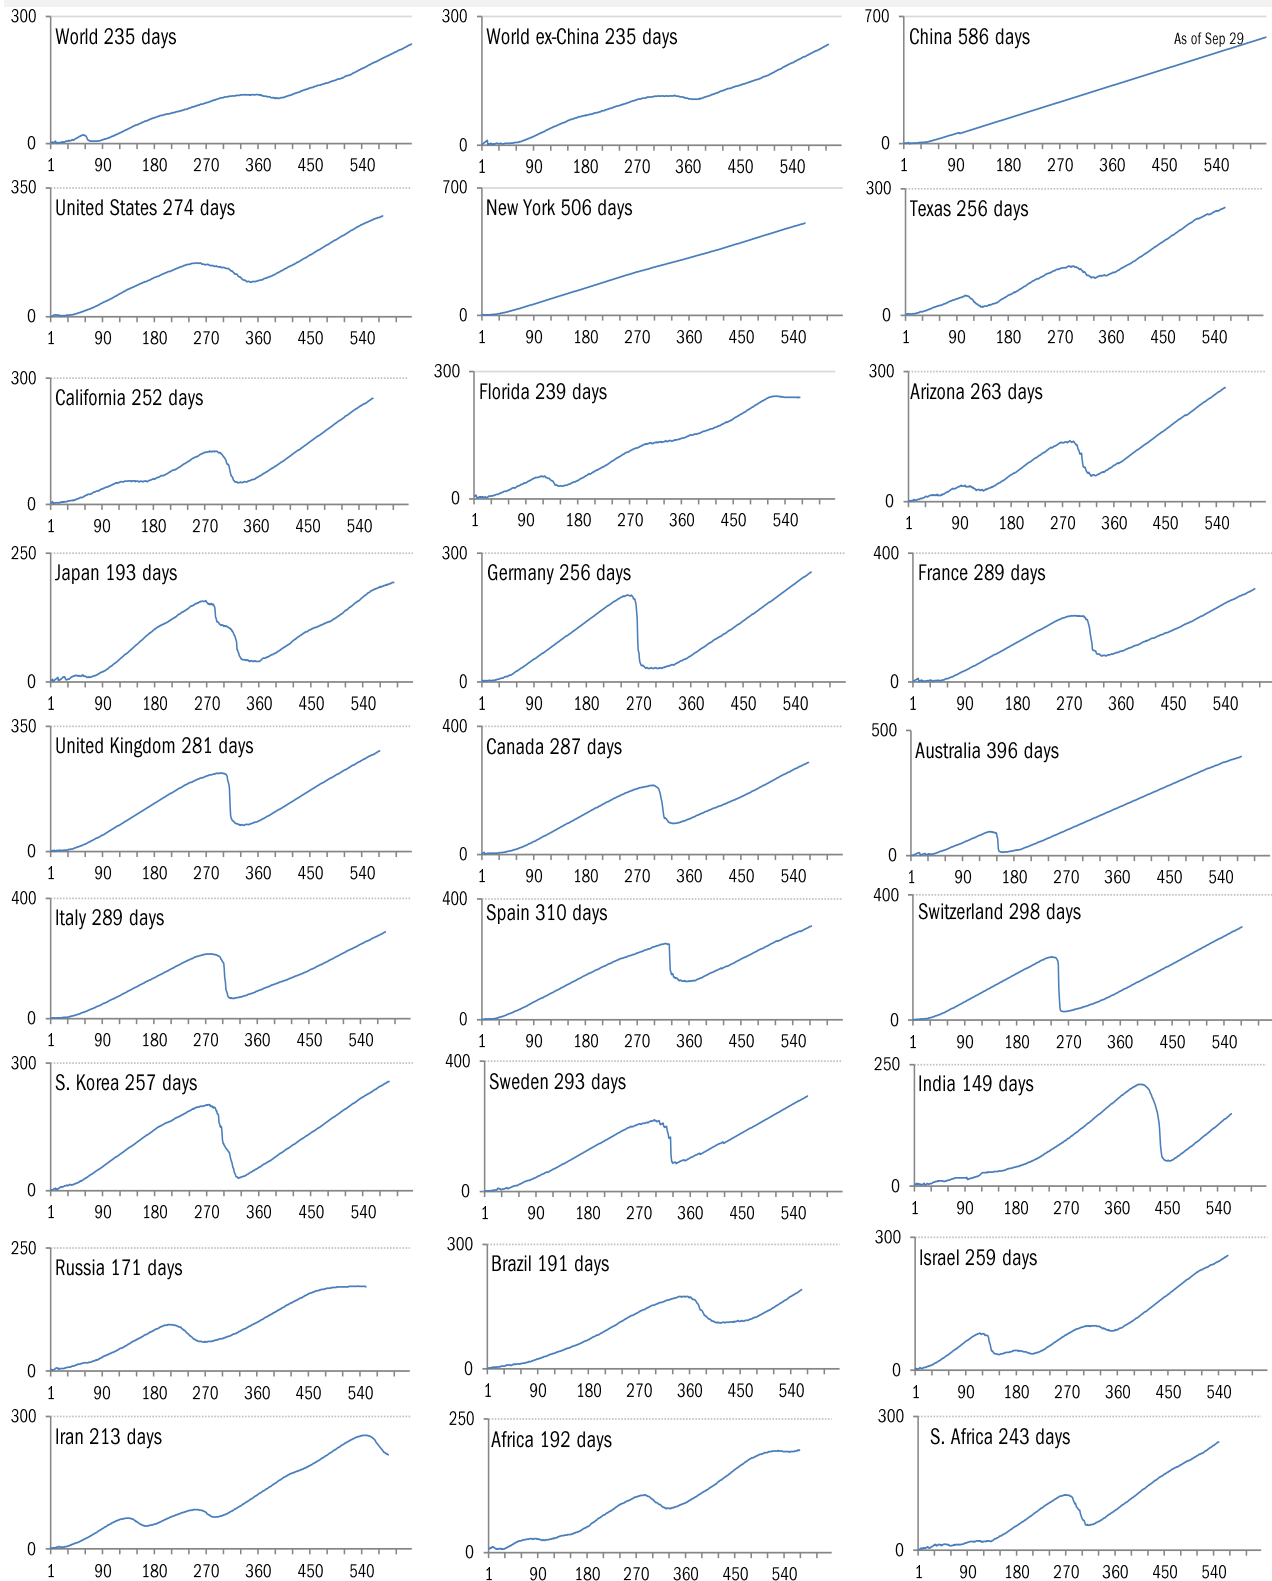 300 300 700
World 235 days World ex-China 235 days China 586 days As of Sep 29
0 0 0
1 90 180 270 360 450 540 1 90 180 270 360 450 540 1 90 180 270 360 450 540
350 700 300
United States 274 days New York 506 days Texas 256 days
0 0 0
1 90 180 270 360 450 540 1 90 180 270 360 450 540 1 90 180 270 360 450 540
300 300 300
California 252 days Florida 239 days Arizona 263 days
0 0 0
1 90 180 270 360 450 540 1 90 180 270 360 450 540 1 90 180 270 360 450 540
250 300 400
Japan 193 days Germany 256 days France 289 days
0 0 0
1 90 180 270 360 450 540 1 90 180 270 360 450 540 1 90 180 270 360 450 540
350 400 500
United Kingdom 281 days Canada 287 days Australia 396 days
0 0 0
1 90 180 270 360 450 540 1 90 180 270 360 450 540 1 90 180 270 360 450 540
400 400 400
Italy 289 days Spain 310 days Switzerland 298 days
0 0 0
1 90 180 270 360 450 540 1 90 180 270 360 450 540 1 90 180 270 360 450 540
300 400 250
S. Korea 257 days Sweden 293 days India 149 days
0 0 0
1 90 180 270 360 450 540 1 90 180 270 360 450 540 1 90 180 270 360 450 540
250 300 300
Russia 171 days Brazil 191 days Israel 259 days
0 0 0
1 90 180 270 360 450 540 1 90 180 270 360 450 540 1 90 180 270 360 450 540
300 250 300
Iran 213 days Africa 192 days S. Africa 243 days
0 0 0
1 90 180 270 360 450 540 1 90 180 270 360 450 540 1 90 180 270 360 450 540